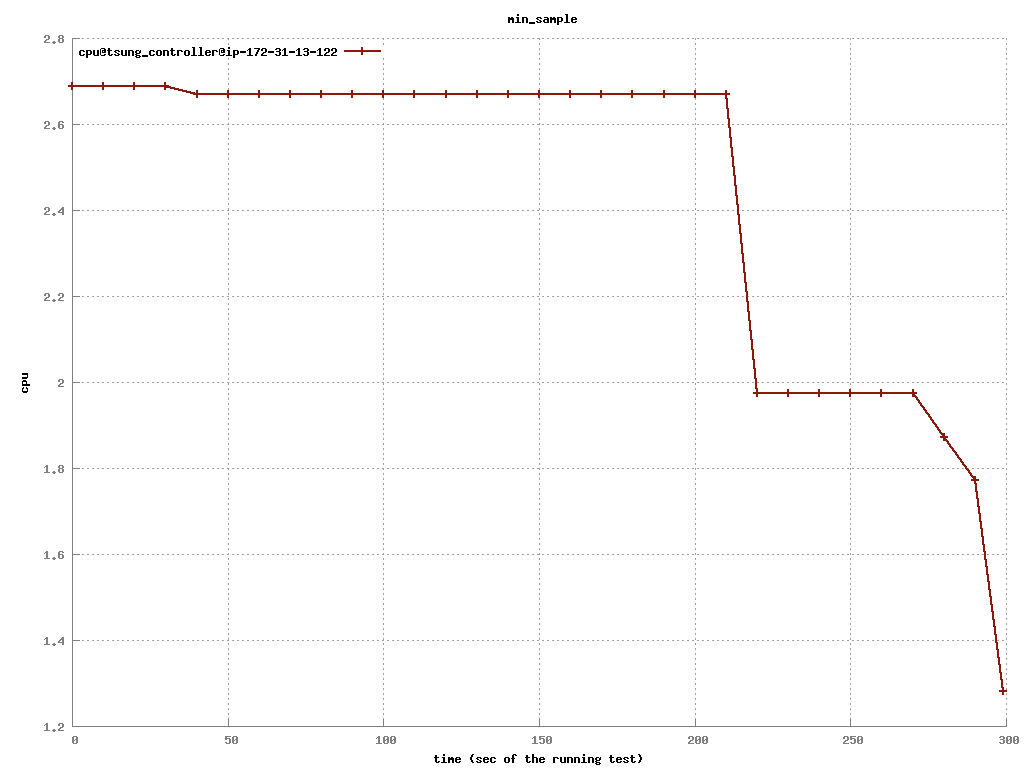 min_sample
cpu@tsung_controller@ip-172-31-13-122
2.8
2.6
2.4
2.2
2
1.8
1.6
1.4
1.2
cpu
0 50 100 150 200 250 300
time (sec of the running test)